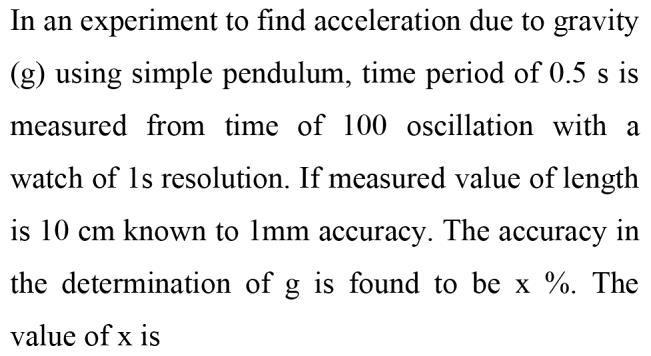 In an experiment to find acceleration due to gravity
(g) using simple pendulum, time period of 0.5 s is
measured from time of 100 oscillation with a
watch of 1s resolution. If measured value of length
is 10 cm known to 1mm accuracy. The accuracy in
the determination of g is found to be x %. The
value of x is